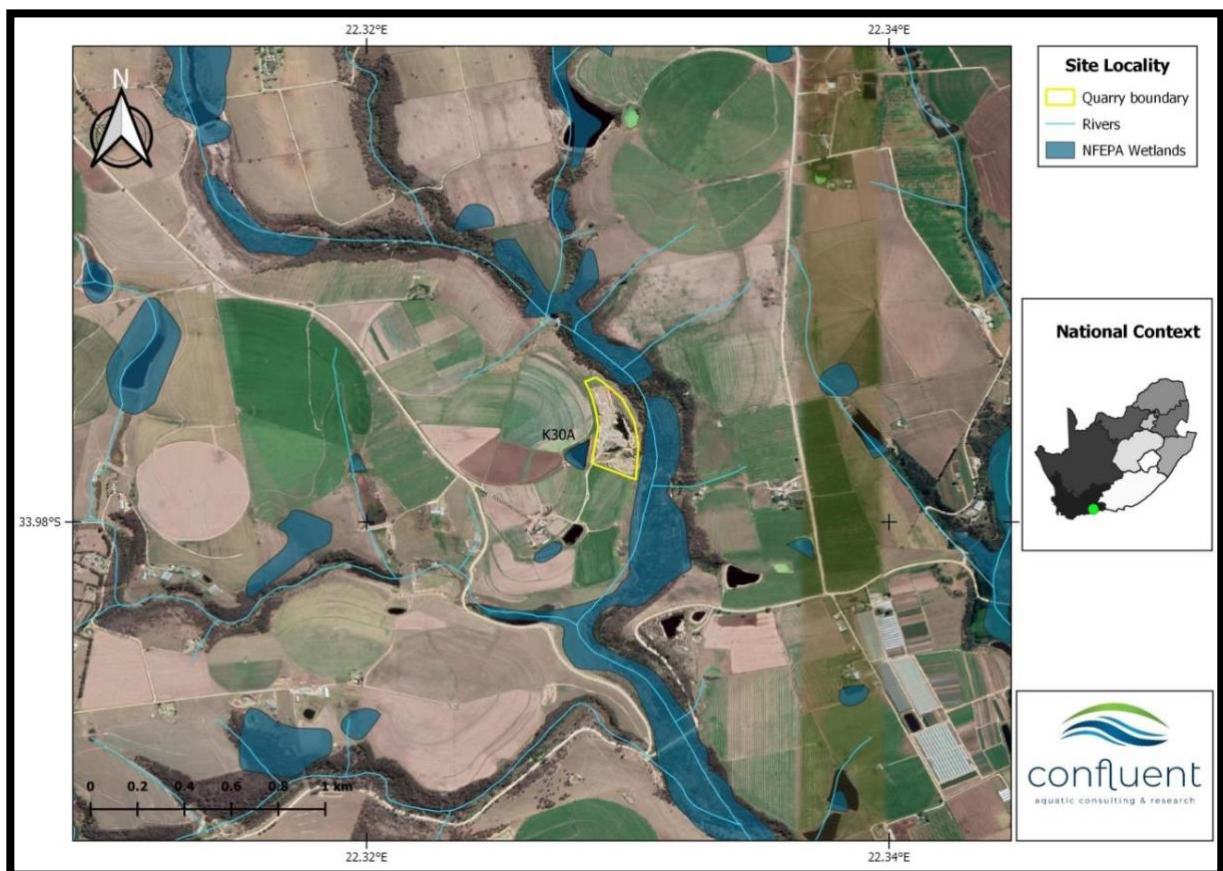 22.32°E
22.34°E
N
Site Locality
Quarry boundary
Rivers
NFEPA Wetlands
National Context
K30A
33.98°S
0 0.2 0.4 0.6 0.8 1 km
confluent
aquatic consulting & research
22.32°E
22.34°E